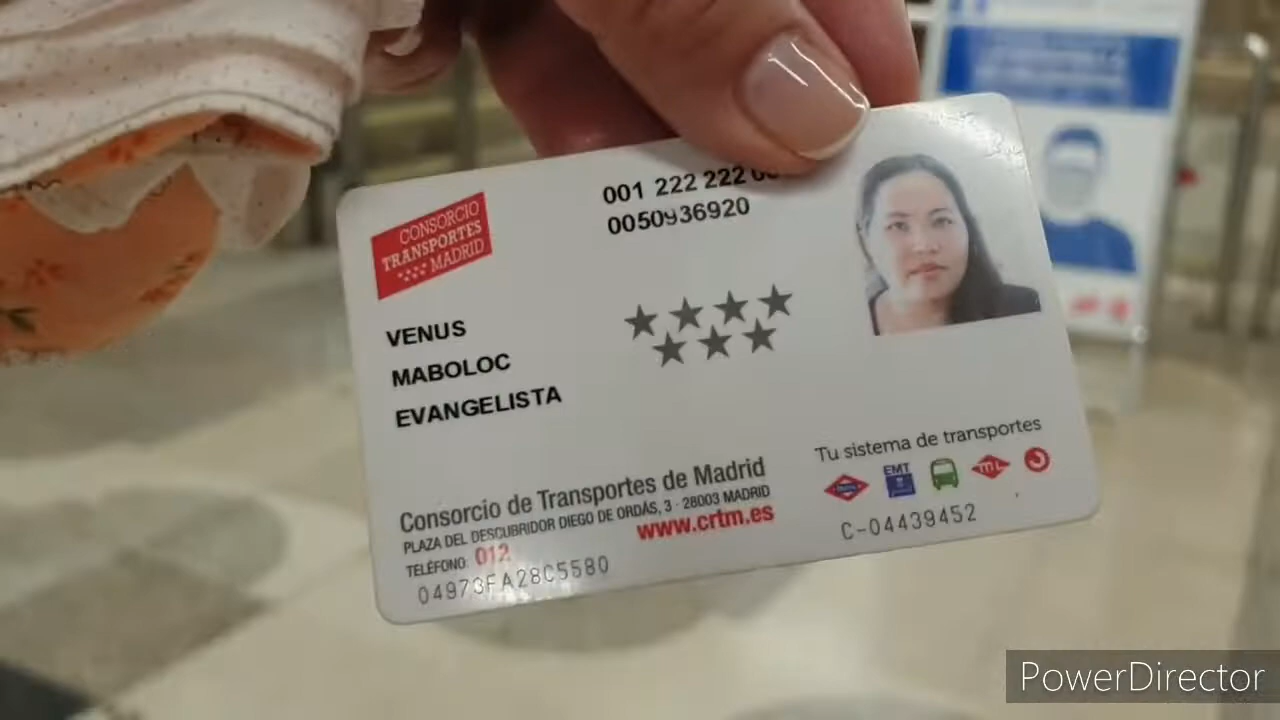 CONSORCIO
TRANSPORTES
MADRID
001 222 222
0050936920
VENUS
MABOLOC
EVANGELISTA
Consorcio de Transportes de Madrid
PLAZA DEL DESCUBRIDOR DIEGO DE ORDÁS, 3 - 28003 MADRID
TELÉFONO: 012
www.crtm.es
04973FA28C5580
Tu sistema de transportes
EMT
C-04439452
PowerDirector